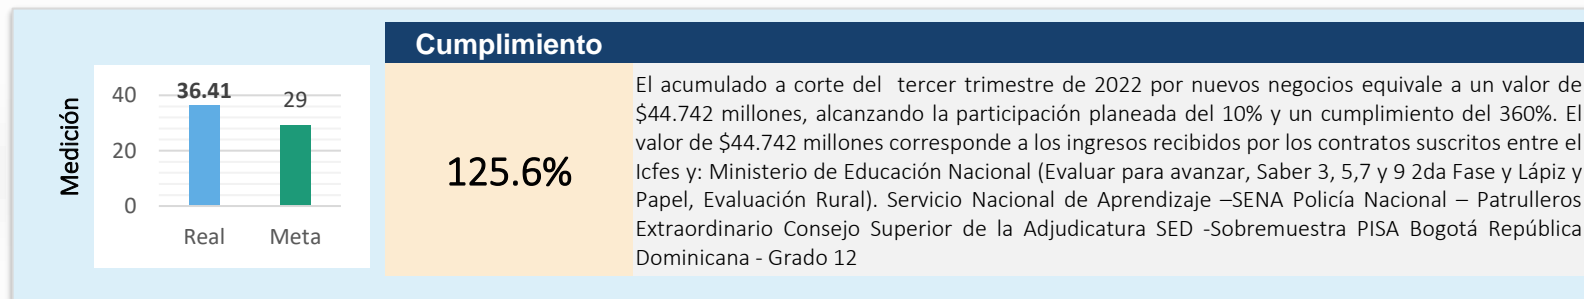 Cumplimiento
Medición
40
20
0
36.41
29
Real
Meta
125.6%
El acumulado a corte del tercer trimestre de 2022 por nuevos negocios equivale a un valor de
$44.742 millones, alcanzando la participación planeada del 10% y un cumplimiento del 360%. El
valor de $44.742 millones corresponde a los ingresos recibidos por los contratos suscritos entre el
Icfes y: Ministerio de Educación Nacional (Evaluar para avanzar, Saber 3, 5,7 y 9 2da Fase y Lápiz y
Papel, Evaluación Rural). Servicio Nacional de Aprendizaje –SENA Policía Nacional – Patrulleros
Extraordinario Consejo Superior de la Adjudicatura SED -Sobremuestra PISA Bogotá República
Dominicana - Grado 12